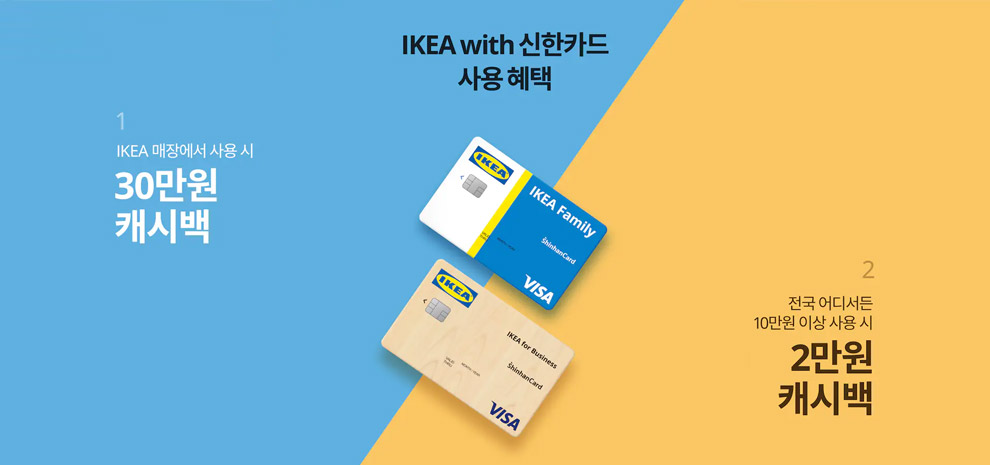 IKEA with 신한카드
사용 혜택
1
IKEA 매장에서 사용 시
30만원
캐시백
IKEA
IKEA Family
ShinhanCard
VISA
IKEA
IKEA for Business
ShinhanCard
VISA
2
전국 어디서든
10만원 이상 사용 시
2만원
캐시백